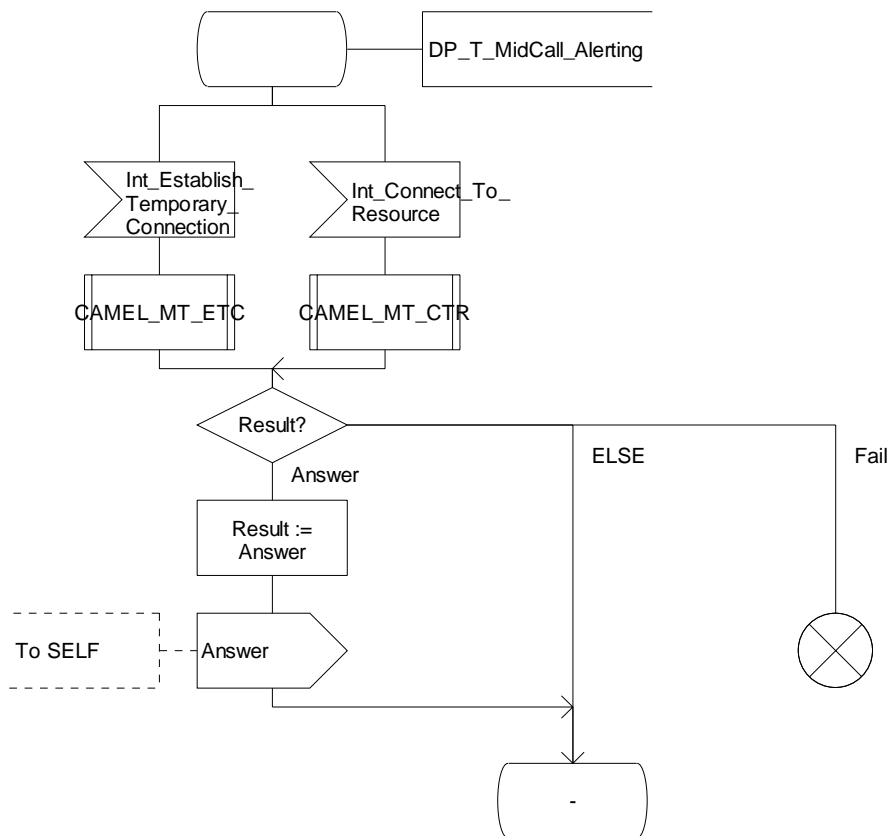 DP_T_MidCall_Alerting
Int_Establish_
Temporary_
Connection
Int_Connect_To_
Resource
CAMEL_MT_ETC
CAMEL_MT_CTR
Result?
ELSE
Fail
Answer
Result :=
Answer
To SELF
Answer
-